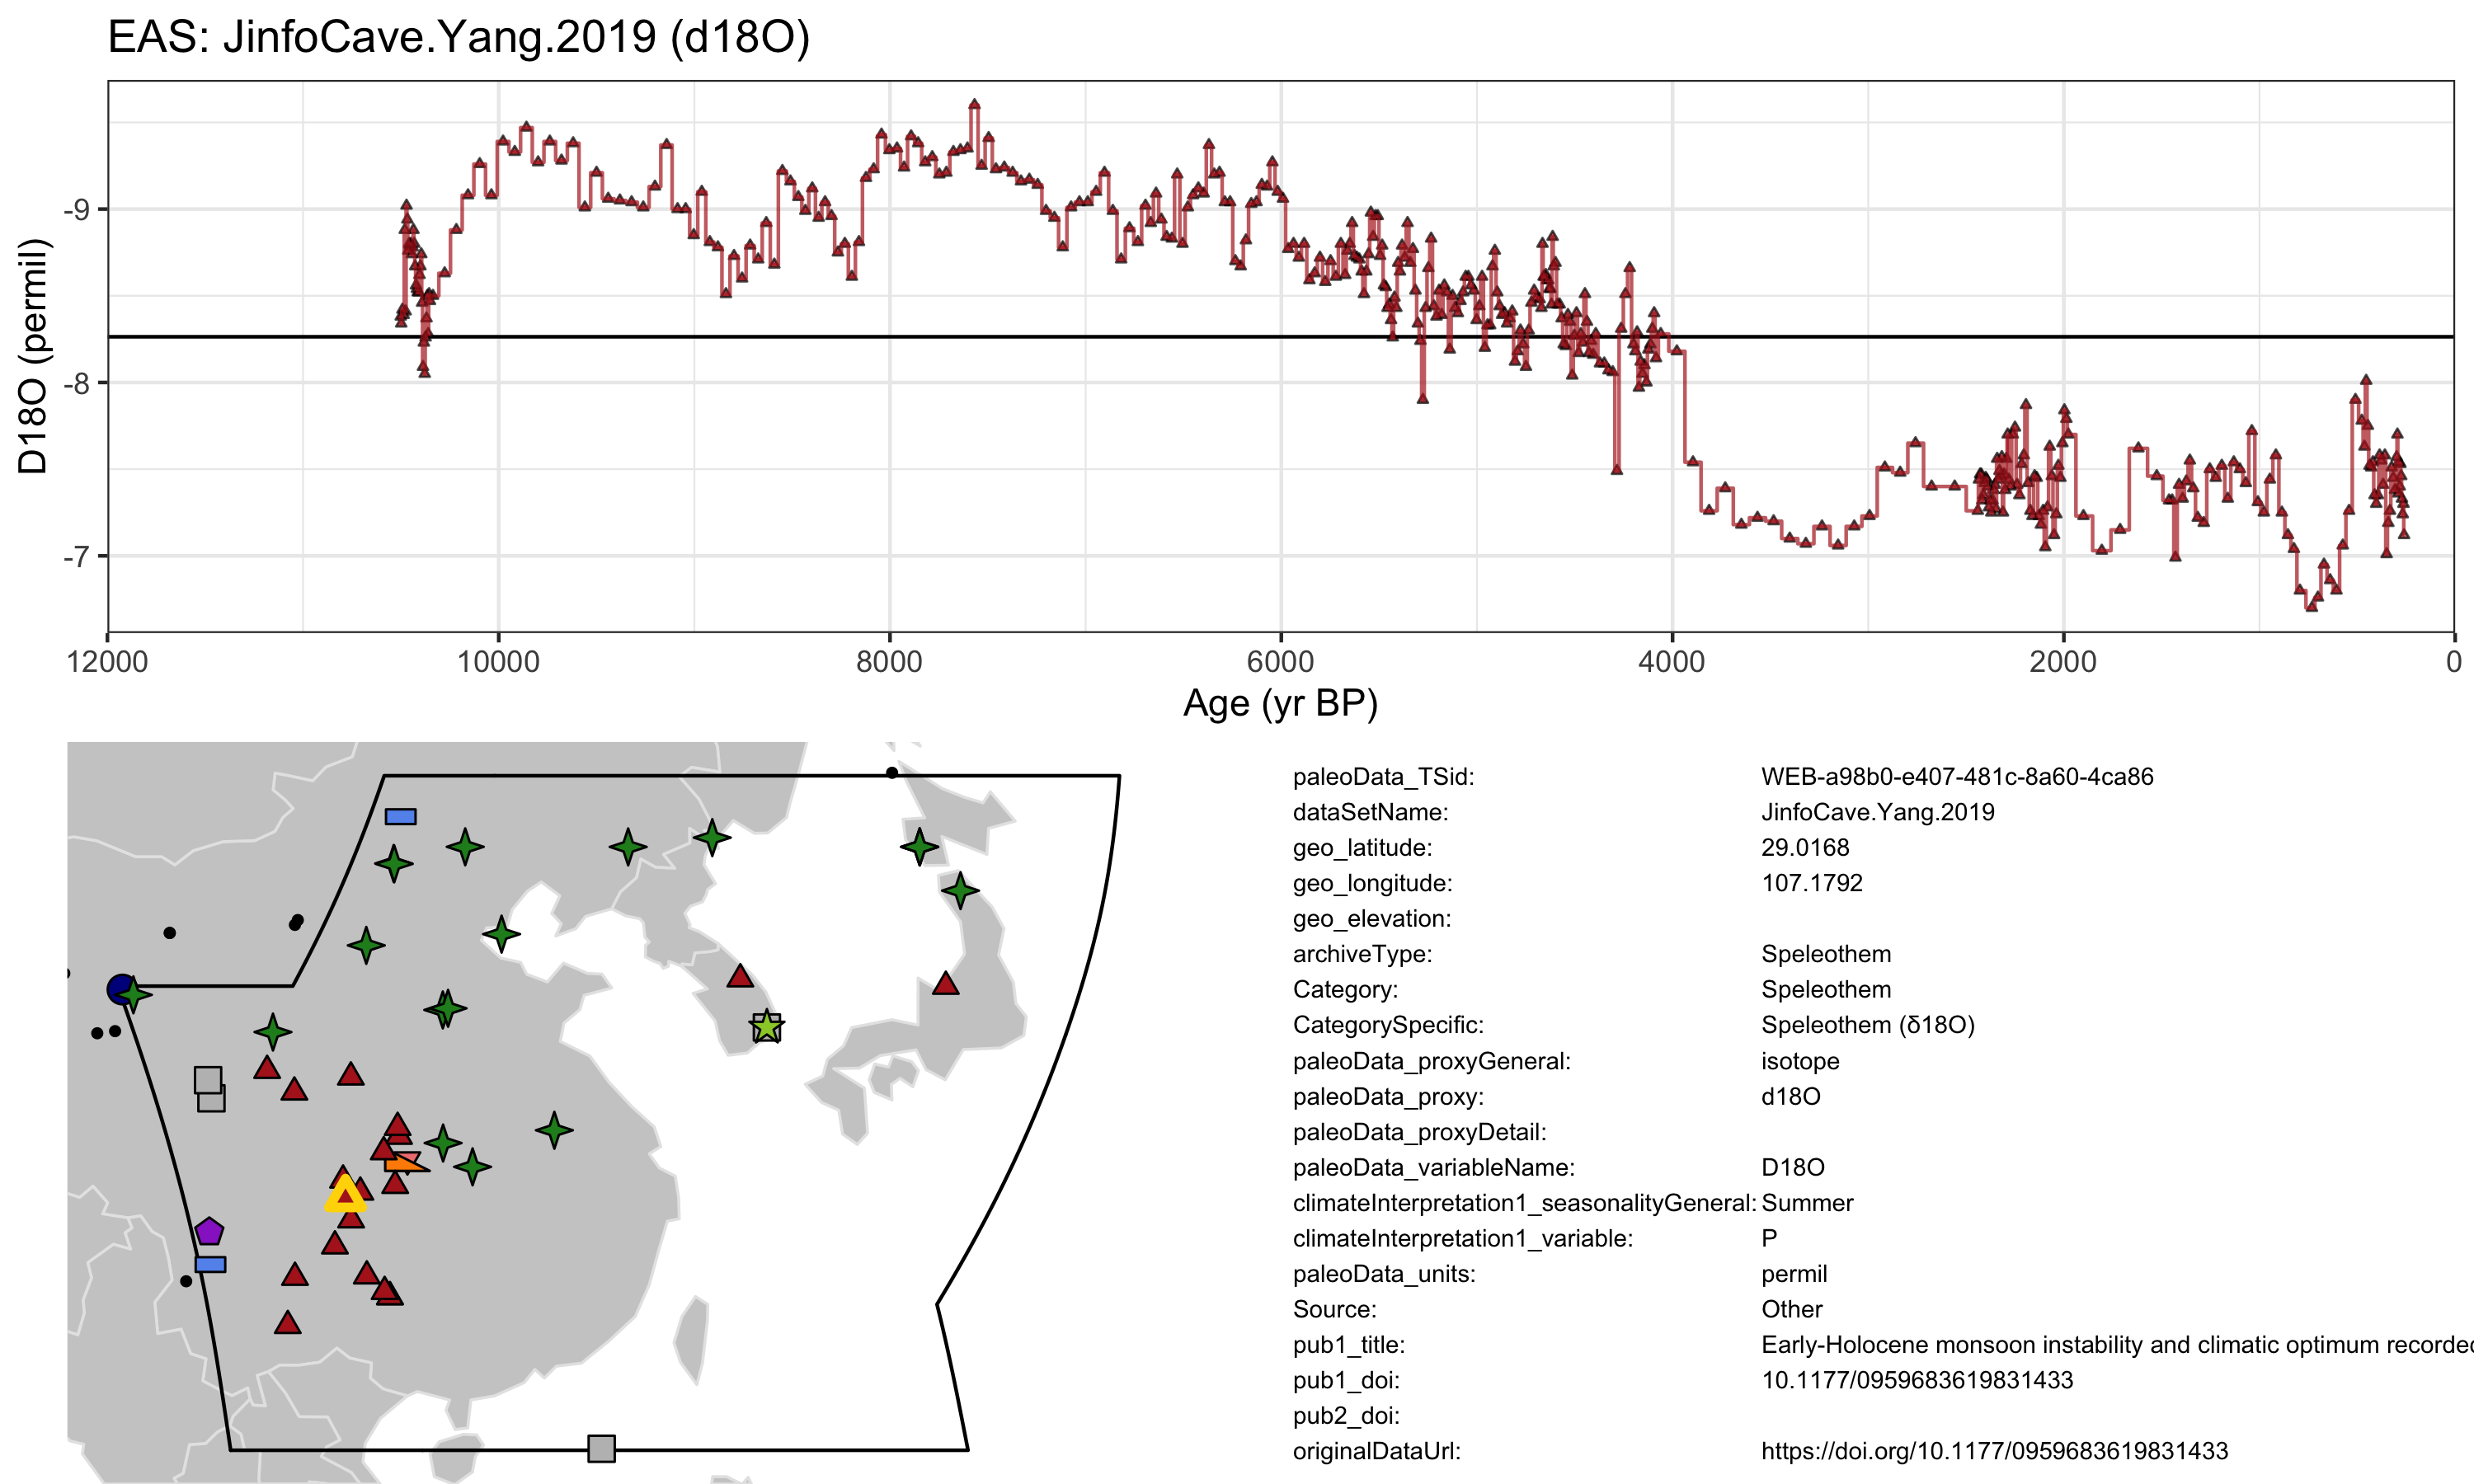 EAS: JinfoCave.Yang.2019 (d18O)
D18O (permil)
-9
-8
-7
12000 10000 8000 6000 4000 2000 0
Age (yr BP)
paleoData_TSid: WEB-a98b0-e407-481c-8a60-4ca86
dataSetName: JinfoCave.Yang.2019
geo_latitude: 29.0168
geo_longitude: 107.1792
geo_elevation:
archiveType: Speleothem
Category: Speleothem
CategorySpecific: Speleothem (δ18O)
paleoData_proxyGeneral: isotope
paleoData_proxy: d18O
paleoData_proxyDetail:
paleoData_variableName: D18O
climateInterpretation1_seasonalityGeneral: Summer
climateInterpretation1_variable: P
paleoData_units: permil
Source: Other
pub1_title: Early-Holocene monsoon instability and climatic optimum recorded
pub1_doi: 10.1177/0959683619831433
pub2_doi:
originalDataUrl: https://doi.org/10.1177/0959683619831433